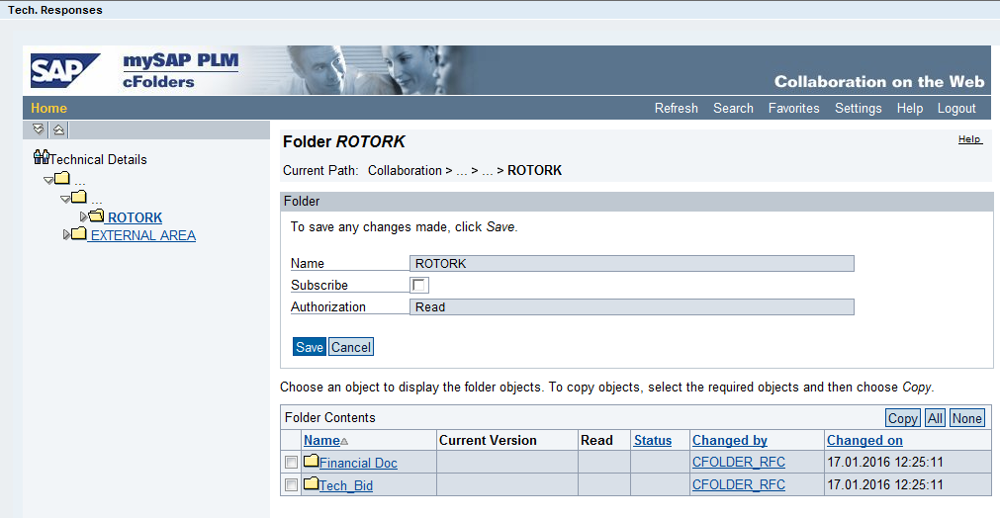 Tech. Responses
SAP mySAP PLM
cFolders
Collaboration on the Web
Home Refresh Search Favorites Settings Help Logout
Technical Details
...
...
ROTORK
EXTERNAL AREA
Folder ROTORK Help
Current Path: Collaboration > ... > ... > ROTORK
Folder
To save any changes made, click Save.
Name ROTORK
Subscribe
Authorization Read
Save Cancel
Choose an object to display the folder objects. To copy objects, select the required objects and then choose Copy.
Folder Contents Copy All None
Name Current Version Read Status Changed by Changed on
Financial Doc CFOLDER_RFC 17.01.2016 12:25:11
Tech_Bid CFOLDER_RFC 17.01.2016 12:25:11